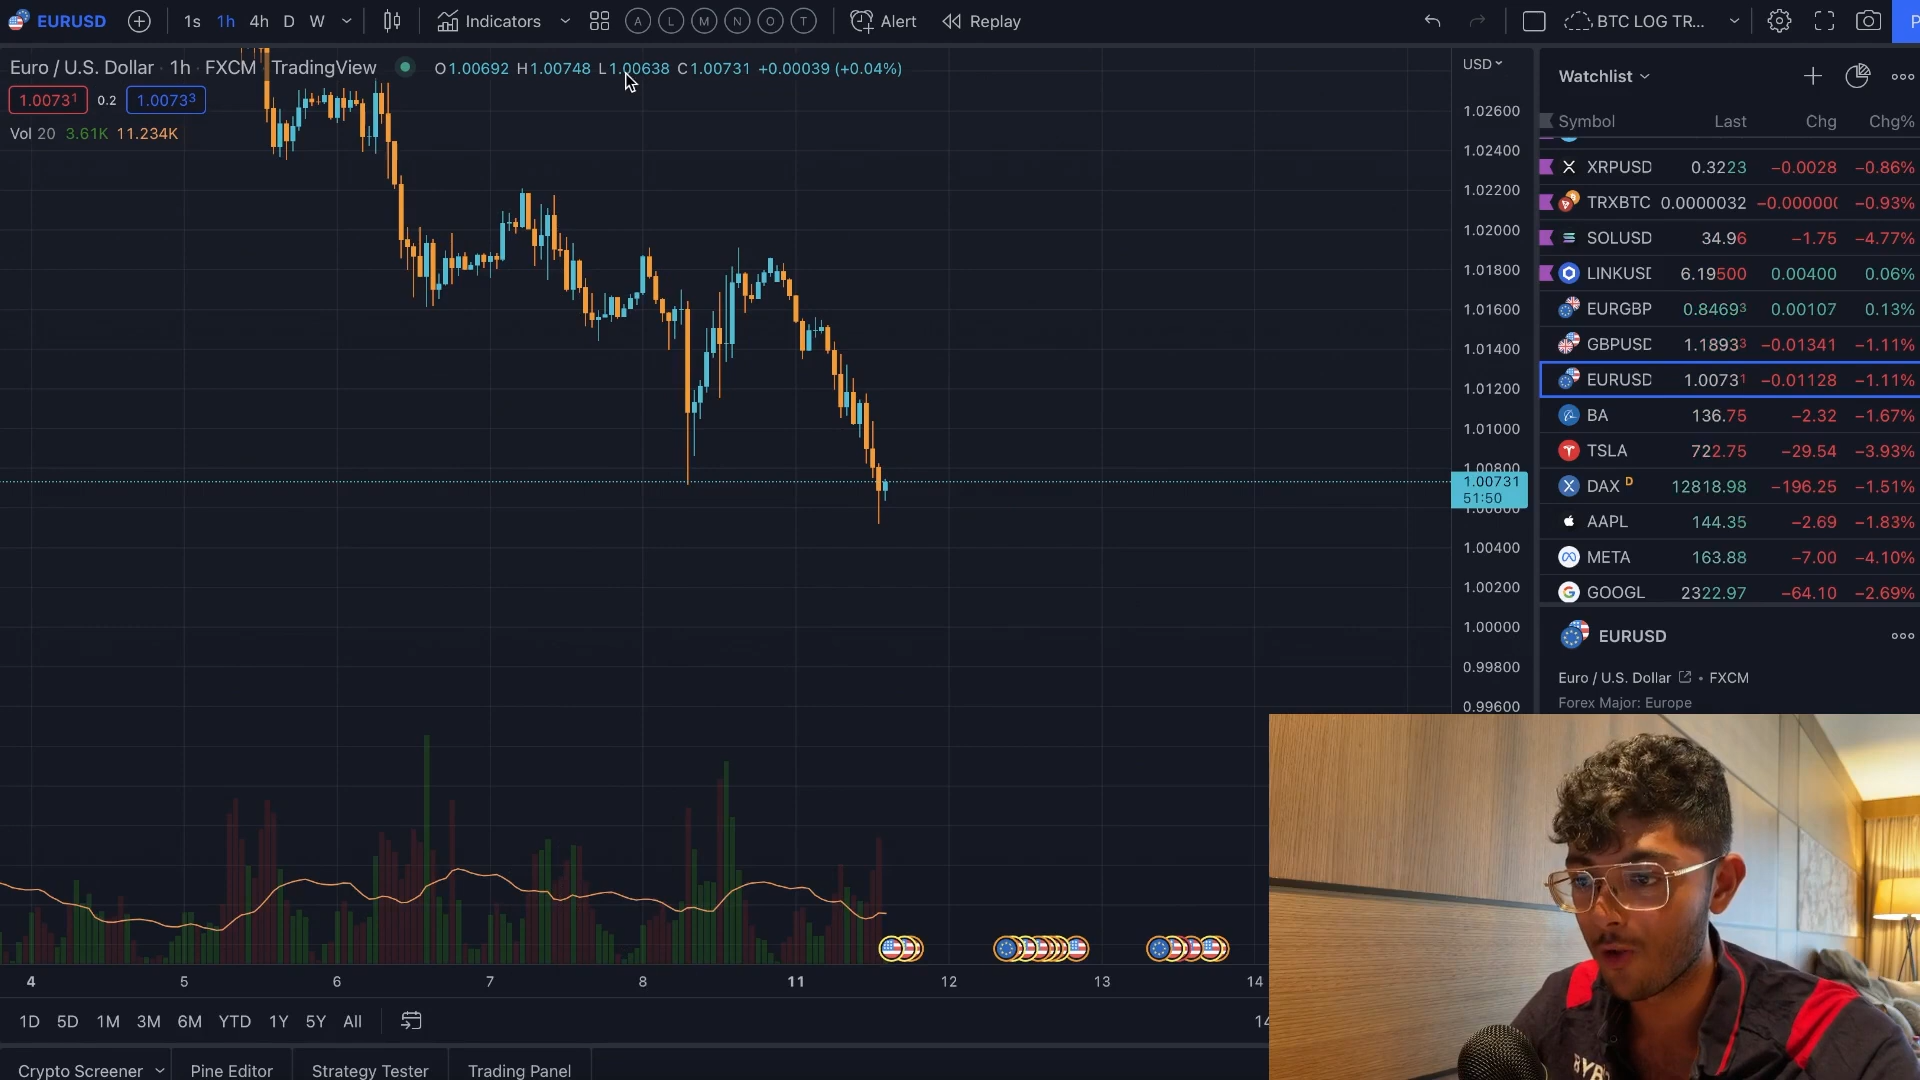 EURUSD 1s 1h 4h D W Indicators A L M N O T Alert Replay BTC LOG TR...
Euro / U.S. Dollar · 1h · FXCM · TradingView O1.00692 H1.00748 L1.00638 C1.00731 +0.00039 (+0.04%)
1.00731 0.2 1.00733
Vol 20 3.61K 11.234K
USD
1.02600
1.02400
1.02200
1.02000
1.01800
1.01600
1.01400
1.01200
1.01000
1.00800
1.00731
51:50
1.00600
1.00400
1.00200
1.00000
0.99800
0.99600
Watchlist
Symbol Last Chg Chg%
XRPUSD 0.3223 −0.0028 −0.86%
TRXBTC 0.0000032 −0.000000 −0.93%
SOLUSD 34.96 −1.75 −4.77%
LINKUSD 6.19500 0.00400 0.06%
EURGBP 0.84693 0.00107 0.13%
GBPUSD 1.18933 −0.01341 −1.11%
EURUSD 1.00731 −0.01128 −1.11%
BA 136.75 −2.32 −1.67%
TSLA 722.75 −29.54 −3.93%
DAX D 12818.98 −196.25 −1.51%
AAPL 144.35 −2.69 −1.83%
META 163.88 −7.00 −4.10%
GOOGL 2322.97 −64.10 −2.69%
EURUSD
Euro / U.S. Dollar • FXCM
Forex Major: Europe
4 5 6 7 8 11 12 13 14
1D 5D 1M 3M 6M YTD 1Y 5Y All 14
Crypto Screener Pine Editor Strategy Tester Trading Panel